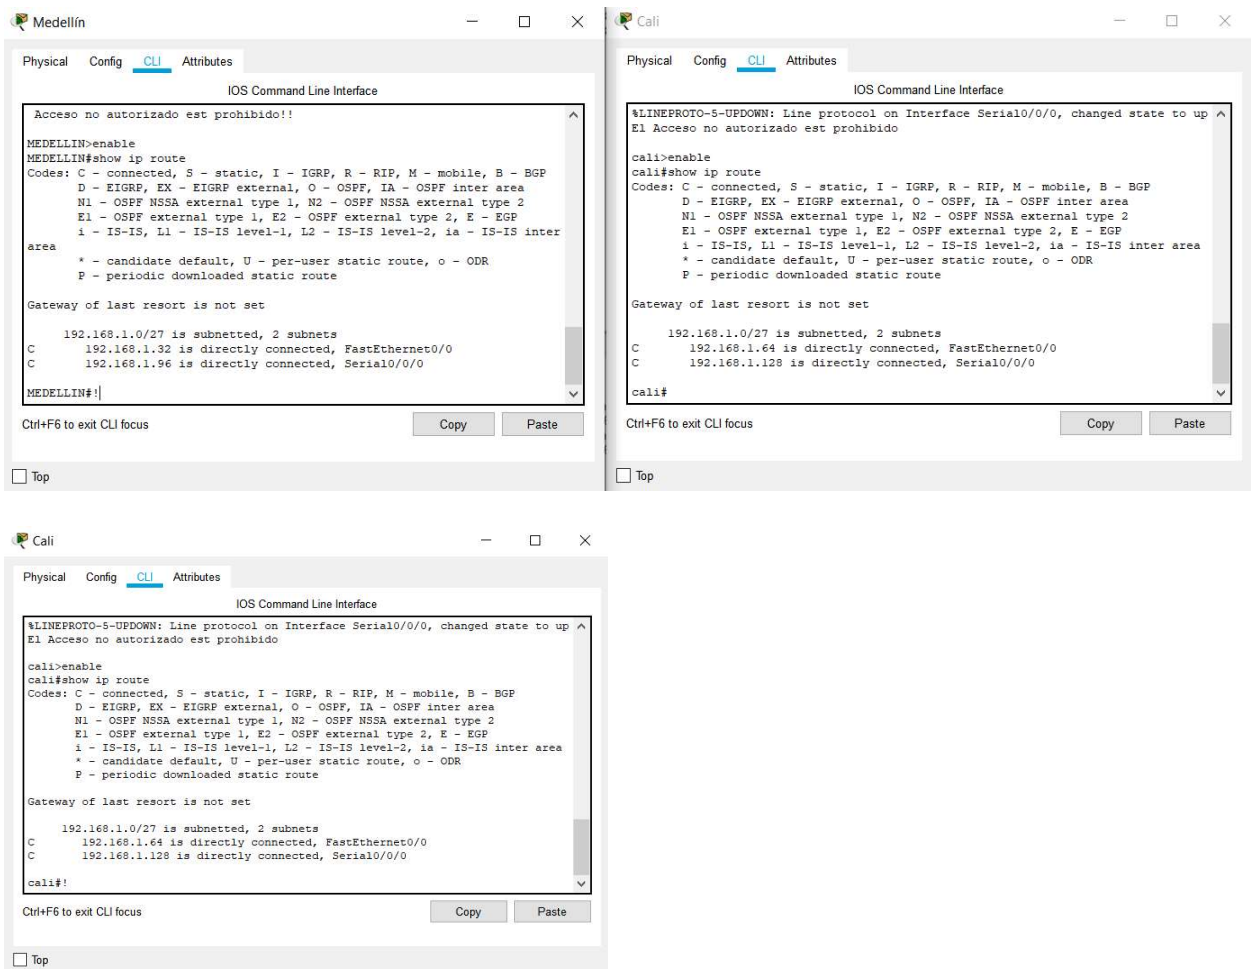 Medellín
Physical Config CLI Attributes
IOS Command Line Interface
Acceso no autorizado est prohibido!!
MEDELLIN>enable
MEDELLIN#show ip route
Codes: C - connected, S - static, I - IGRP, R - RIP, M - mobile, B - BGP
D - EIGRP, EX - EIGRP external, O - OSPF, IA - OSPF inter area
N1 - OSPF NSSA external type 1, N2 - OSPF NSSA external type 2
E1 - OSPF external type 1, E2 - OSPF external type 2, E - EGP
i - IS-IS, L1 - IS-IS level-1, L2 - IS-IS level-2, ia - IS-IS inter
area
* - candidate default, U - per-user static route, o - ODR
P - periodic downloaded static route
Gateway of last resort is not set
192.168.1.0/27 is subnetted, 2 subnets
C 192.168.1.32 is directly connected, FastEthernet0/0
C 192.168.1.96 is directly connected, Serial0/0/0
MEDELLIN#!
Ctrl+F6 to exit CLI focus
Copy Paste
Top
Cali
Physical Config CLI Attributes
IOS Command Line Interface
%LINEPROTO-5-UPDOWN: Line protocol on Interface Serial0/0/0, changed state to up
El Acceso no autorizado est prohibido
cali>enable
cali#show ip route
Codes: C - connected, S - static, I - IGRP, R - RIP, M - mobile, B - BGP
D - EIGRP, EX - EIGRP external, O - OSPF, IA - OSPF inter area
N1 - OSPF NSSA external type 1, N2 - OSPF NSSA external type 2
E1 - OSPF external type 1, E2 - OSPF external type 2, E - EGP
i - IS-IS, L1 - IS-IS level-1, L2 - IS-IS level-2, ia - IS-IS inter area
* - candidate default, U - per-user static route, o - ODR
P - periodic downloaded static route
Gateway of last resort is not set
192.168.1.0/27 is subnetted, 2 subnets
C 192.168.1.64 is directly connected, FastEthernet0/0
C 192.168.1.128 is directly connected, Serial0/0/0
cali#
Ctrl+F6 to exit CLI focus
Copy Paste
Top
Cali
Physical Config CLI Attributes
IOS Command Line Interface
%LINEPROTO-5-UPDOWN: Line protocol on Interface Serial0/0/0, changed state to up
El Acceso no autorizado est prohibido
cali>enable
cali#show ip route
Codes: C - connected, S - static, I - IGRP, R - RIP, M - mobile, B - BGP
D - EIGRP, EX - EIGRP external, O - OSPF, IA - OSPF inter area
N1 - OSPF NSSA external type 1, N2 - OSPF NSSA external type 2
E1 - OSPF external type 1, E2 - OSPF external type 2, E - EGP
i - IS-IS, L1 - IS-IS level-1, L2 - IS-IS level-2, ia - IS-IS inter area
* - candidate default, U - per-user static route, o - ODR
P - periodic downloaded static route
Gateway of last resort is not set
192.168.1.0/27 is subnetted, 2 subnets
C 192.168.1.64 is directly connected, FastEthernet0/0
C 192.168.1.128 is directly connected, Serial0/0/0
cali#!
Ctrl+F6 to exit CLI focus
Copy Paste
Top